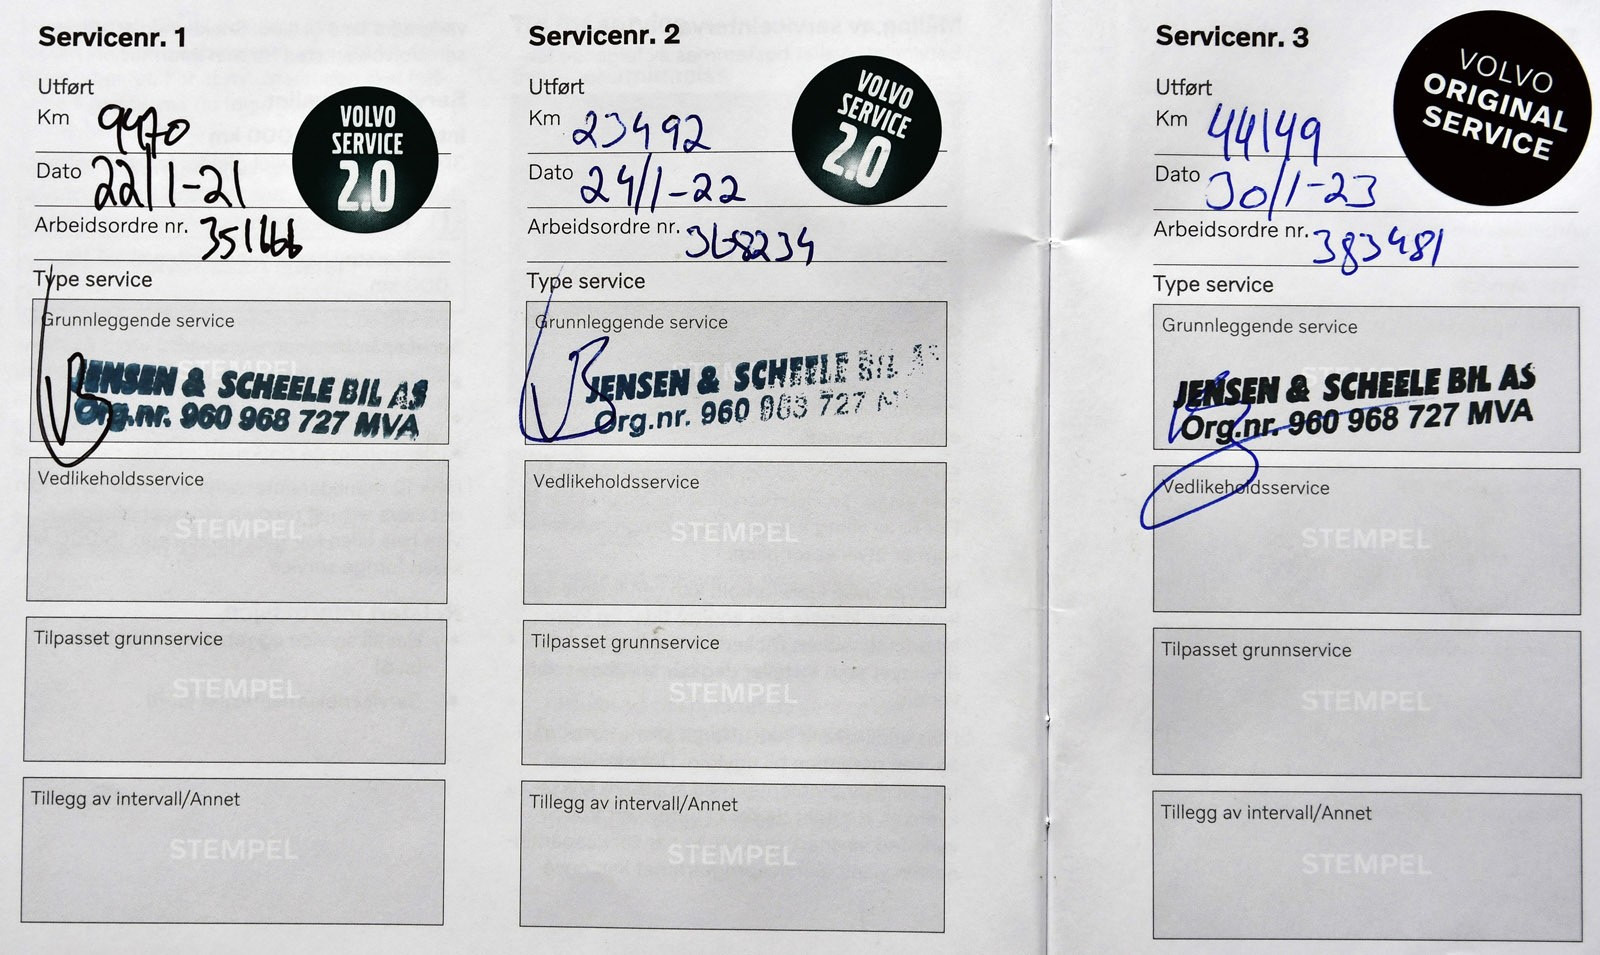 Servicenr. 1
Utført
Km 9470
Dato 22/1-21
Arbeidsordre nr. 351666
VOLVO
SERVICE
2.0
Type service
Grunnleggende service
JENSEN & SCHEELE BIL AS
Org.nr. 960 968 727 MVA
Vedlikeholdsservice
STEMPEL
Tilpasset grunnservice
STEMPEL
Tillegg av intervall/Annet
STEMPEL
Servicenr. 2
Utført
Km 23492
Dato 24/1-22
Arbeidsordre nr. 368234
VOLVO
SERVICE
2.0
Type service
Grunnleggende service
JENSEN & SCHEELE BIL AS
Org.nr. 960 968 727 M
Vedlikeholdsservice
STEMPEL
Tilpasset grunnservice
STEMPEL
Tillegg av intervall/Annet
STEMPEL
Servicenr. 3
Utført
Km 44149
Dato 30/1-23
Arbeidsordre nr. 383481
VOLVO
ORIGINAL
SERVICE
Type service
Grunnleggende service
JENSEN & SCHEELE BIL AS
Org.nr. 960 968 727 MVA
Vedlikeholdsservice
STEMPEL
Tilpasset grunnservice
STEMPEL
Tillegg av intervall/Annet
STEMPEL